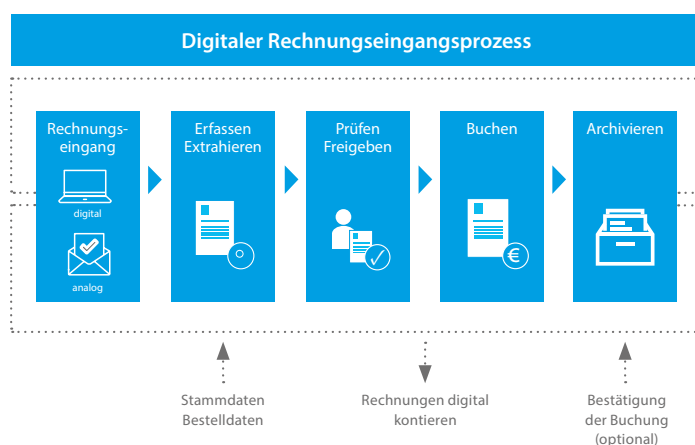 Digitaler Rechnungseingangsprozess
Rechnungs-
eingang
digital
analog
Erfassen
Extrahieren
Prüfen
Freigeben
Buchen
€
Archivieren
Stammdaten
Bestelldaten
Rechnungen digital
kontieren
Bestätigung
der Buchung
(optional)